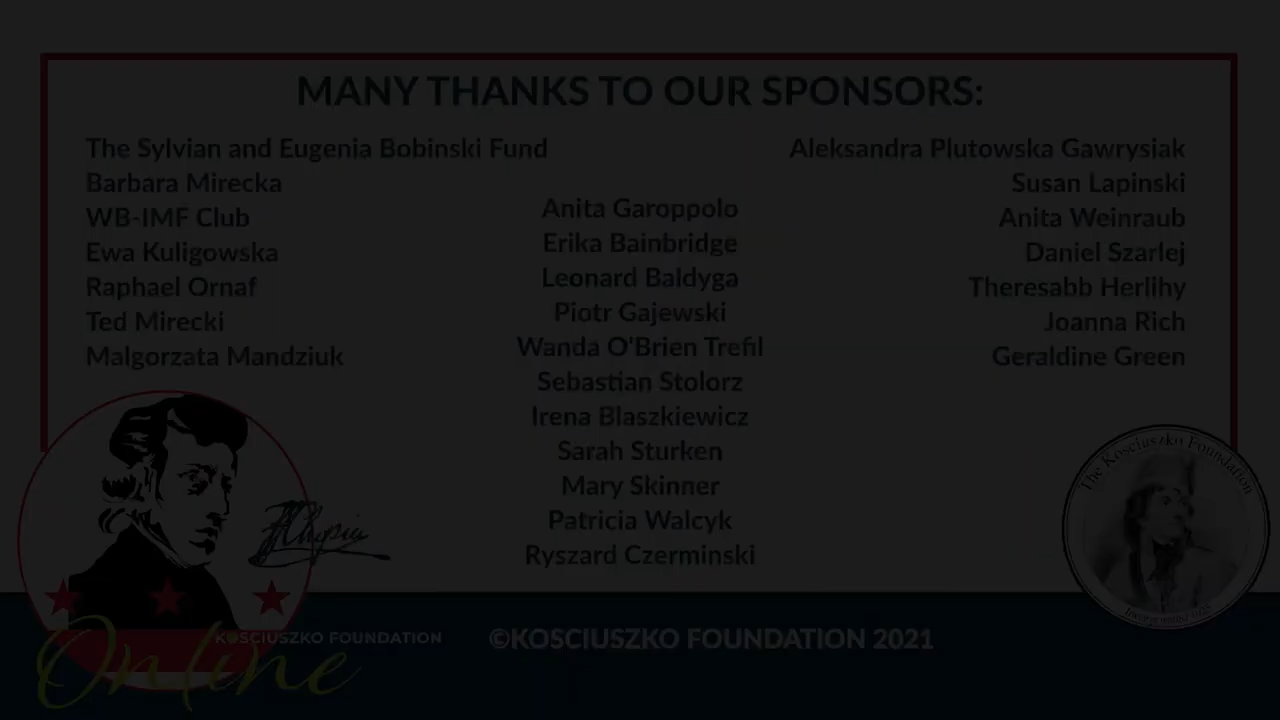 MANY THANKS TO OUR SPONSORS:
The Sylvian and Eugenia Bobinski Fund
Barbara Mirecka
WB-IMF Club
Ewa Kuligowska
Raphael Ornaf
Ted Mirecki
Malgorzata Mandziuk
Anita Garoppolo
Erika Bainbridge
Leonard Baldyga
Piotr Gajewski
Wanda O'Brien Trefil
Sebastian Stolorz
Irena Blaszkiewicz
Sarah Sturken
Mary Skinner
Patricia Walcyk
Ryszard Czerminski
Aleksandra Plutowska Gawrysiak
Susan Lapinski
Anita Weinraub
Daniel Szarlej
Theresabb Herlihy
Joanna Rich
Geraldine Green
FChopin
The Kosciuszko Foundation
KOSCIUSZKO FOUNDATION
Online
©KOSCIUSZKO FOUNDATION 2021